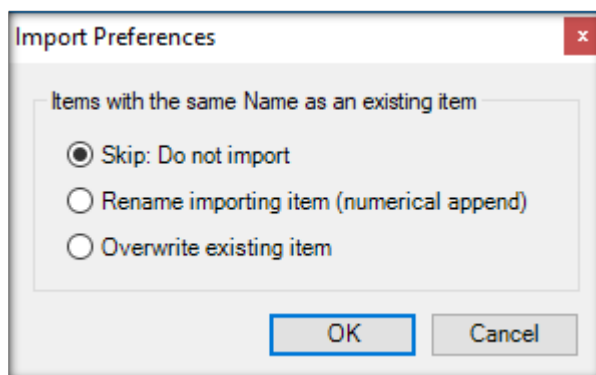 Import Preferences
x
Items with the same Name as an existing item
Skip: Do not import
Rename importing item (numerical append)
Overwrite existing item
OK
Cancel